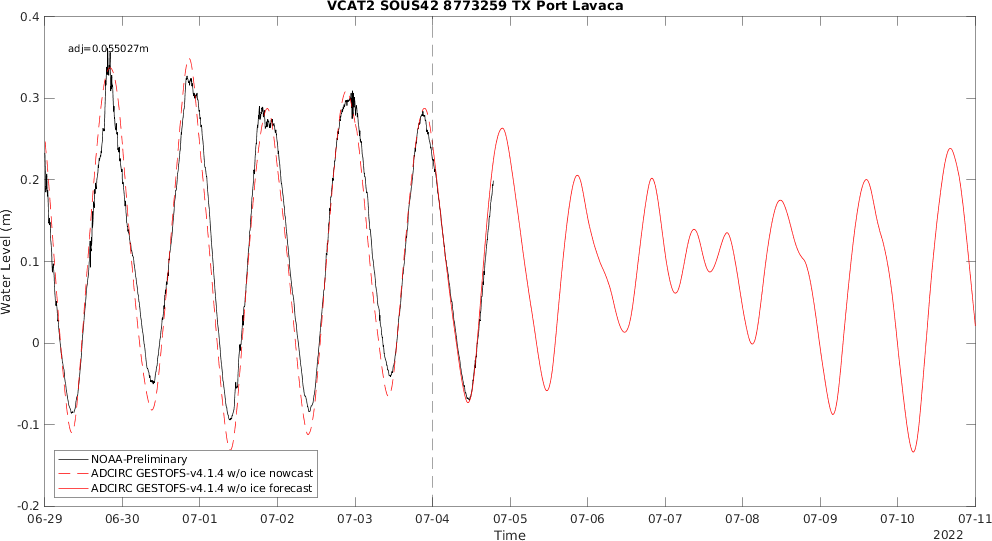 VCAT2 SOUS42 8773259 TX Port Lavaca
adj=0.055027m
0.4
0.3
0.2
0.1
0
-0.1
-0.2
Water Level (m)
NOAA-Preliminary
ADCIRC GESTOFS-v4.1.4 w/o ice nowcast
ADCIRC GESTOFS-v4.1.4 w/o ice forecast
06-29 06-30 07-01 07-02 07-03 07-04 07-05 07-06 07-07 07-08 07-09 07-10 07-11
Time
2022